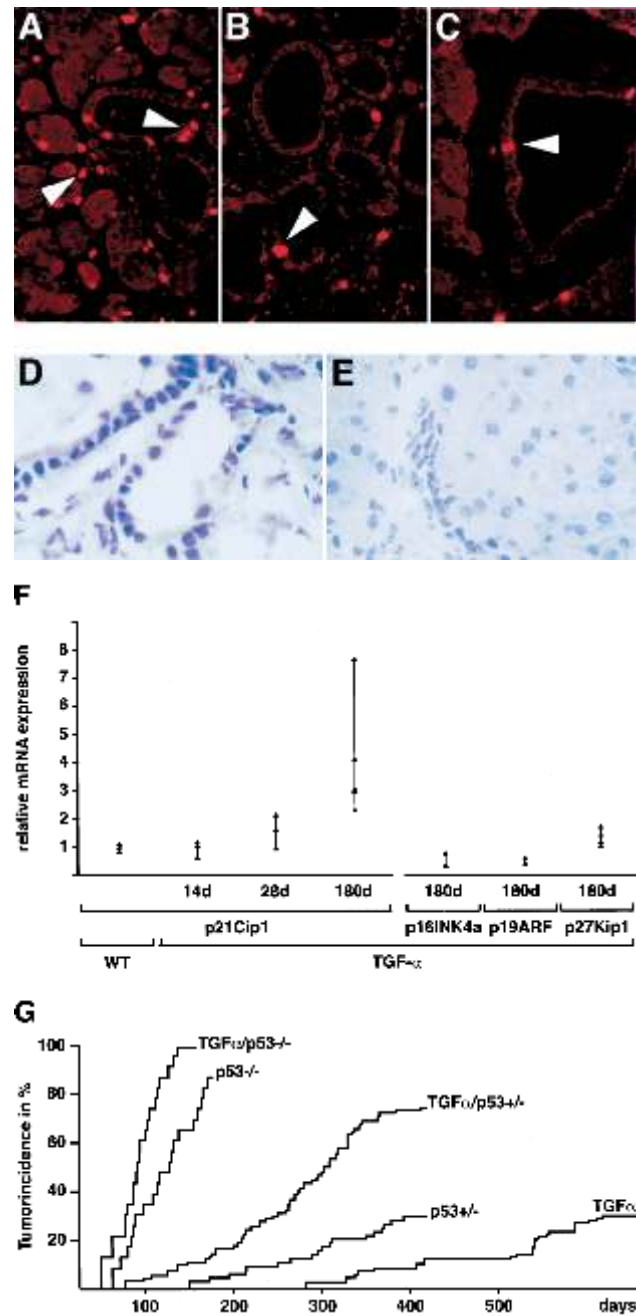 A
B
C
D
E
F
relative mRNA expression
8
7
6
5
4
3
2
1
14d 28d 180d 180d 180d 180d
p21Cip1 p16INK4a p19ARF p27Kip1
WT TGF-α
G
Tumorincidence in %
100
80
60
40
20
TGFα/p53-/-
p53-/-
TGFα/p53+/-
p53+/-
TGFα
100 200 300 400 500 days